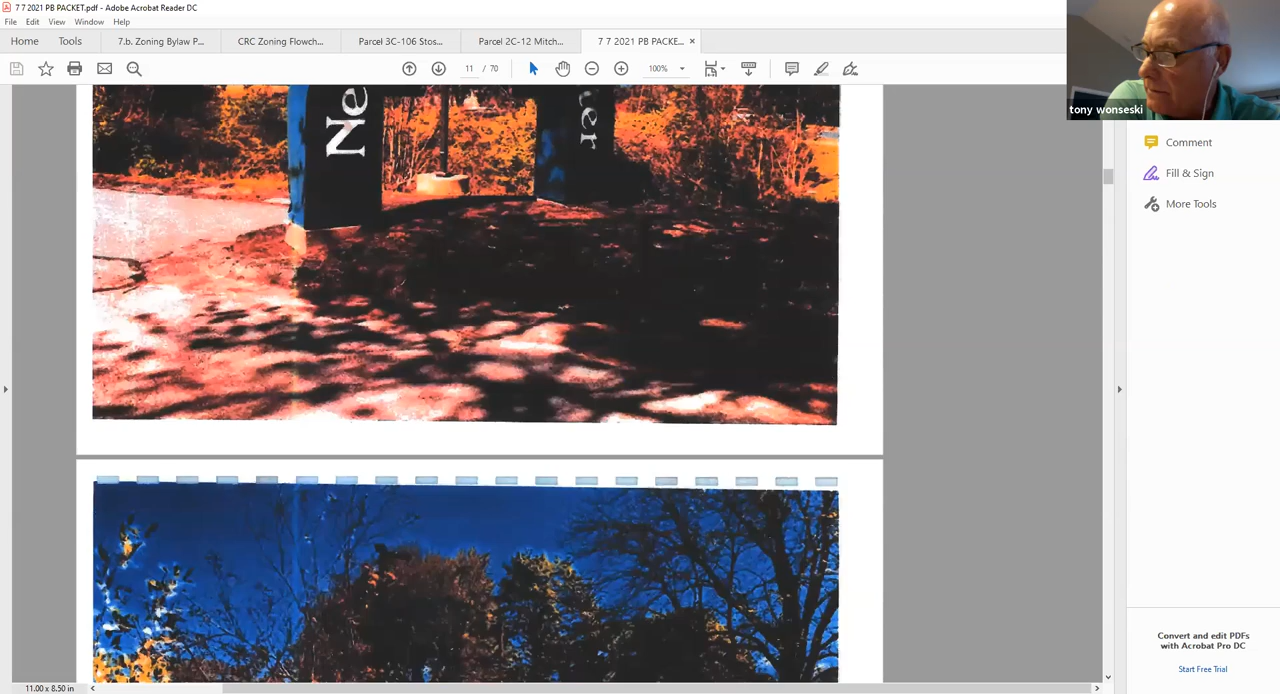 7 7 2021 PB PACKET.pdf - Adobe Acrobat Reader DC
File Edit View Window Help
Home Tools 7.b. Zoning Bylaw P... CRC Zoning Flowch... Parcel 3C-106 Stos... Parcel 2C-12 Mitch... 7 7 2021 PB PACKE... ×
11 / 70 100%
tony wonseski
Comment
Fill & Sign
More Tools
Ne
ter
Convert and edit PDFs
with Acrobat Pro DC
Start Free Trial
11.00 x 8.50 in